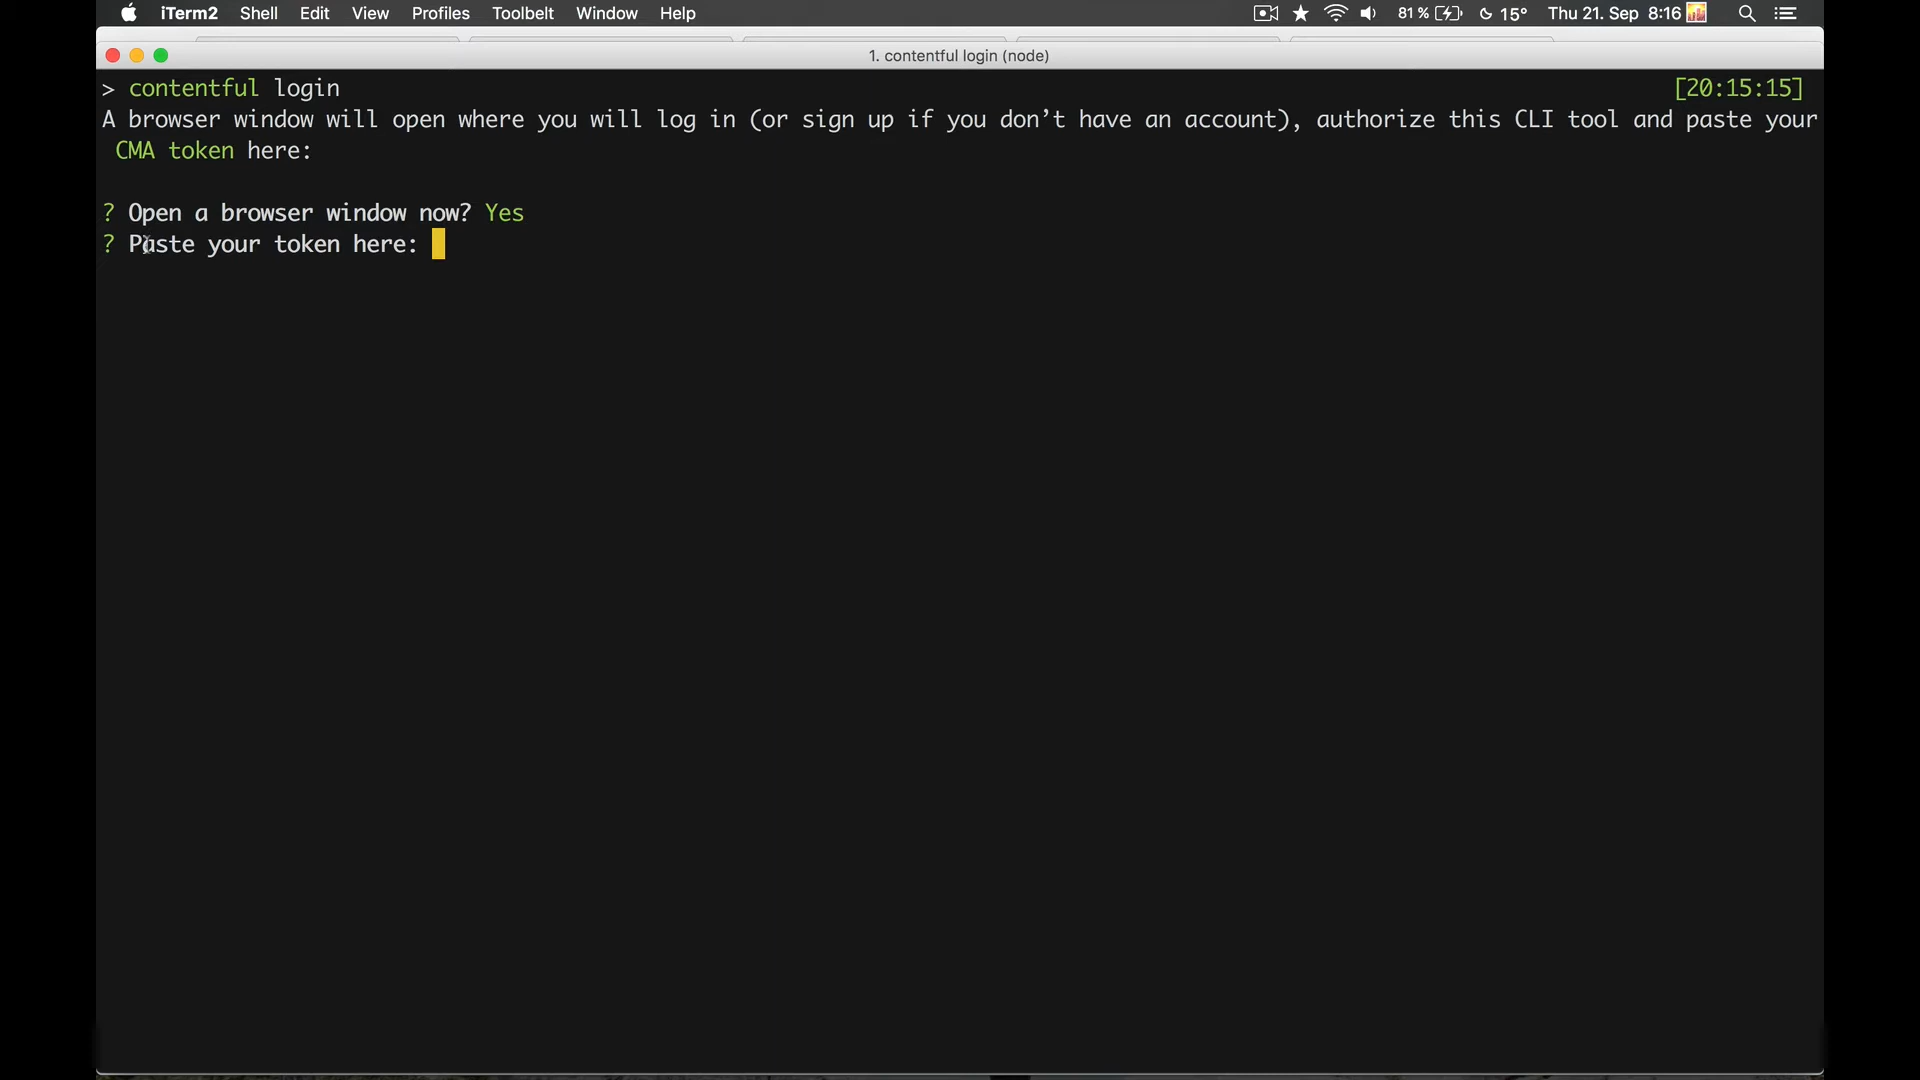 iTerm2 Shell Edit View Profiles Toolbelt Window Help 81% 15° Thu 21. Sep 8:16
1. contentful login (node)
> contentful login [20:15:15]
A browser window will open where you will log in (or sign up if you don’t have an account), authorize this CLI tool and paste your
CMA token here:
? Open a browser window now? Yes
? Paste your token here: